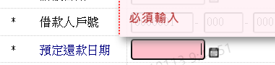 * 借款人戶號 - 000 - 000
必須輸入
* 預定還款日期